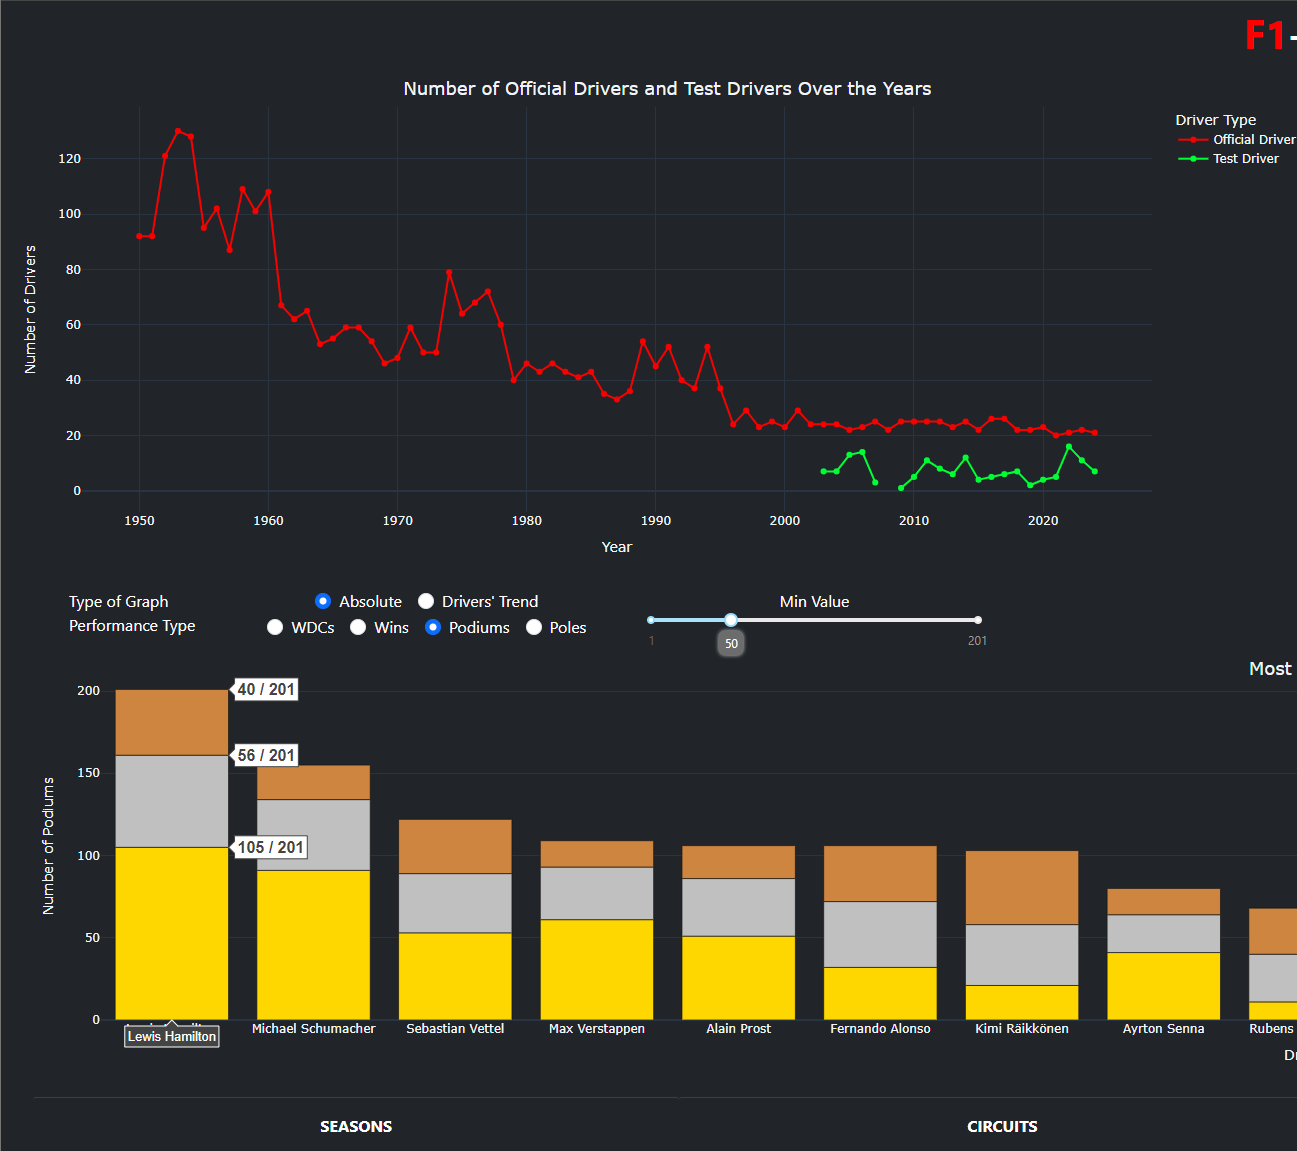 F1-
Number of Official Drivers and Test Drivers Over the Years
Driver Type
Official Driver
Test Driver
Number of Drivers
120
100
80
60
40
20
0
1950 1960 1970 1980 1990 2000 2010 2020
Year
Type of Graph Absolute Drivers' Trend
Performance Type WDCs Wins Podiums Poles
Min Value
1 50 201
Most
Number of Podiums
200
150
100
50
0
40 / 201
56 / 201
105 / 201
Lewis Hamilton Michael Schumacher Sebastian Vettel Max Verstappen Alain Prost Fernando Alonso Kimi Räikkönen Ayrton Senna Rubens
SEASONS CIRCUITS